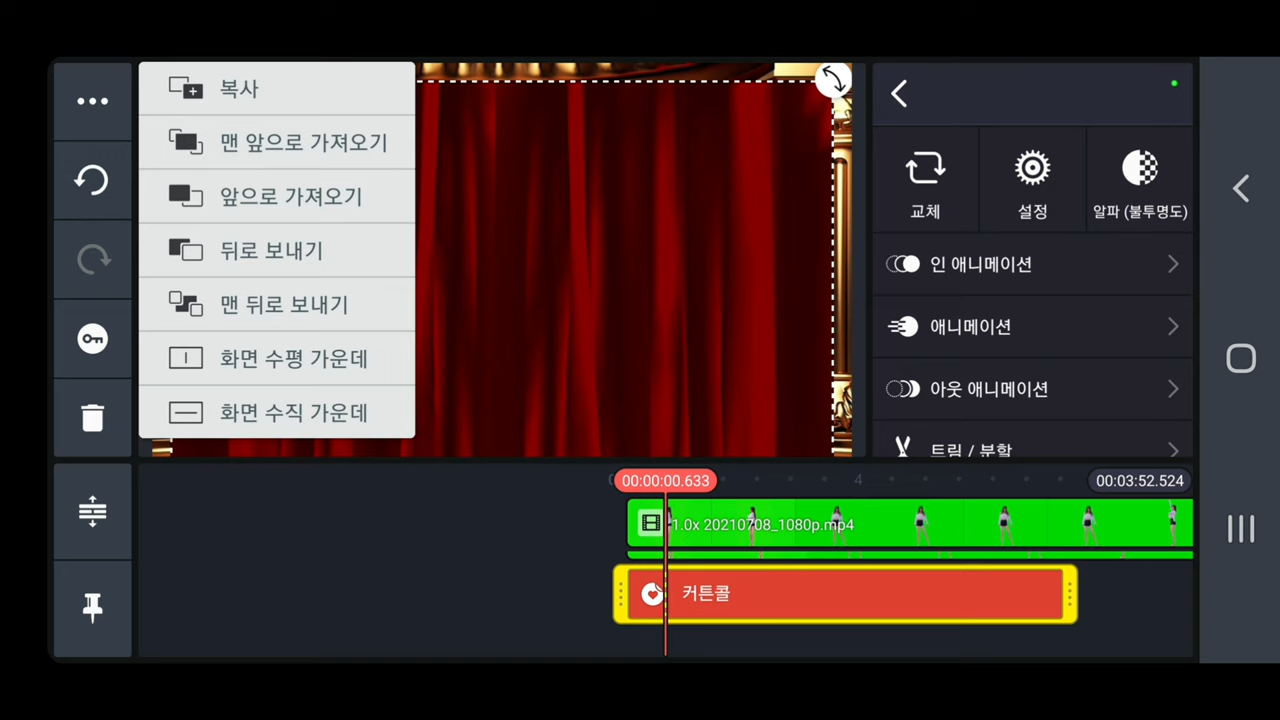 복사
맨 앞으로 가져오기
앞으로 가져오기
뒤로 보내기
맨 뒤로 보내기
화면 수평 가운데
화면 수직 가운데
교체
설정
알파 (불투명도)
인 애니메이션
애니메이션
아웃 애니메이션
트림 / 분할
00:00:00.633
4
00:03:52.524
1.0x 20210708_1080p.mp4
커튼콜